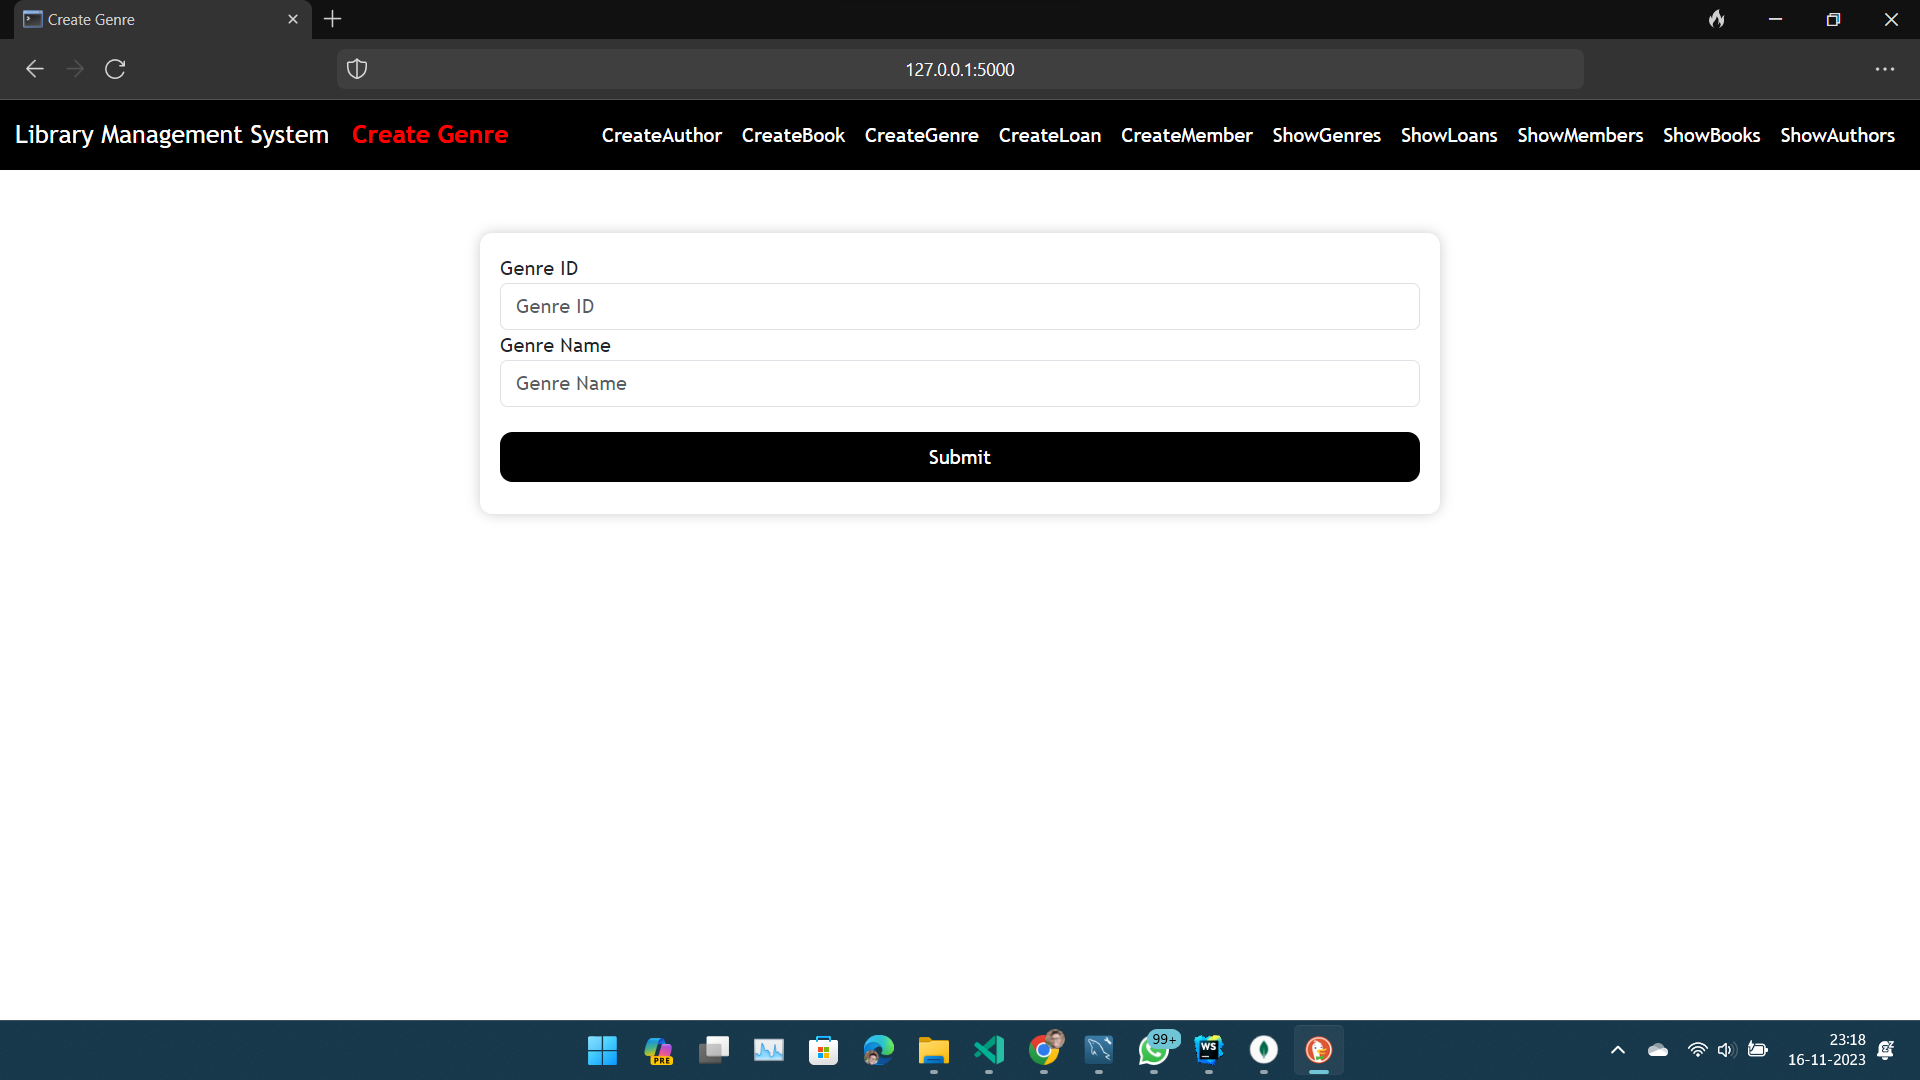 Create Genre
127.0.0.1:5000
Library Management System Create Genre CreateAuthor CreateBook CreateGenre CreateLoan CreateMember ShowGenres ShowLoans ShowMembers ShowBooks ShowAuthors
Genre ID
Genre ID
Genre Name
Genre Name
Submit
PRE
99+
WS
23:18
16-11-2023